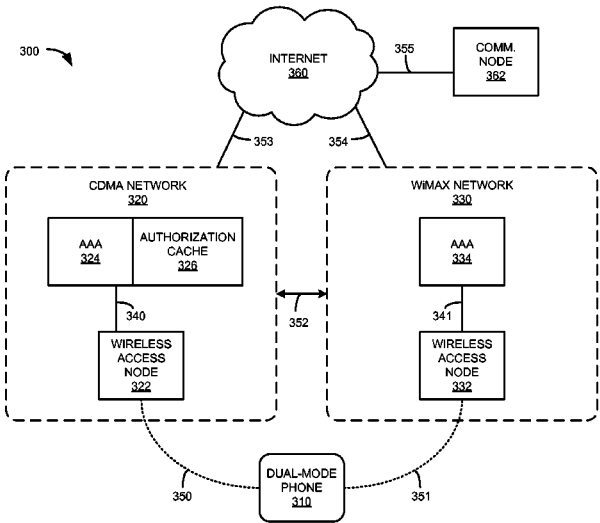 300
INTERNET
360
355
COMM.
NODE
362
353
354
CDMA NETWORK
320
WiMAX NETWORK
330
AAA
324
AUTHORIZATION
CACHE
326
AAA
334
340
352
341
WIRELESS
ACCESS
NODE
322
WIRELESS
ACCESS
NODE
332
DUAL-MODE
PHONE
310
350
351